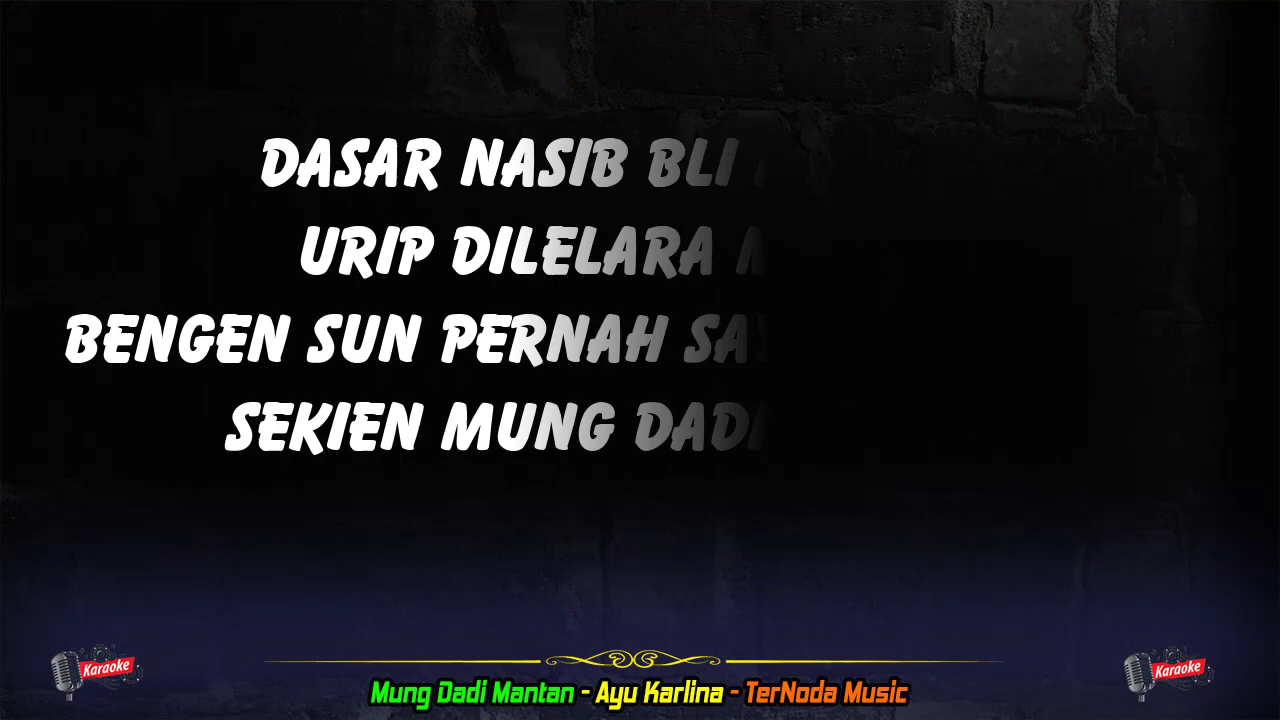 DASAR NASIB BLI
URIP DILELARA
BENGEN SUN PERNAH
SEKIEN MUNG DADI
Karaoke
Karaoke
Mung Dadi Mantan - Ayu Karlina - TerNoda Music